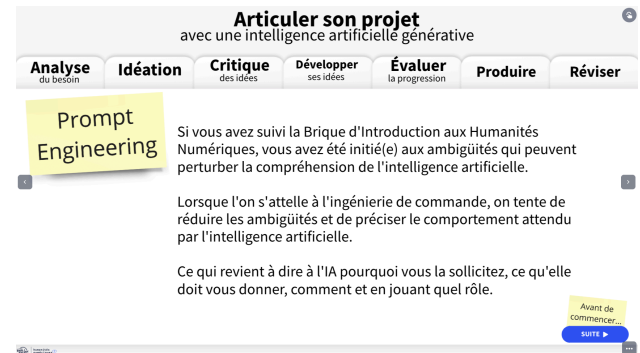 Articuler son projet
avec une intelligence artificielle générative
Analyse
du besoin
Idéation
Critique
des idées
Développer
ses idées
Évaluer
la progression
Produire
Réviser
Prompt
Engineering
Si vous avez suivi la Brique d'Introduction aux Humanités
Numériques, vous avez été initié(e) aux ambigüités qui peuvent
perturber la compréhension de l'intelligence artificielle.
Lorsque l'on s'attelle à l'ingénierie de commande, on tente de
réduire les ambigüités et de préciser le comportement attendu
par l'intelligence artificielle.
Ce qui revient à dire à l'IA pourquoi vous la sollicitez, ce qu'elle
doit vous donner, comment et en jouant quel rôle.
Avant de
commencer...
SUITE